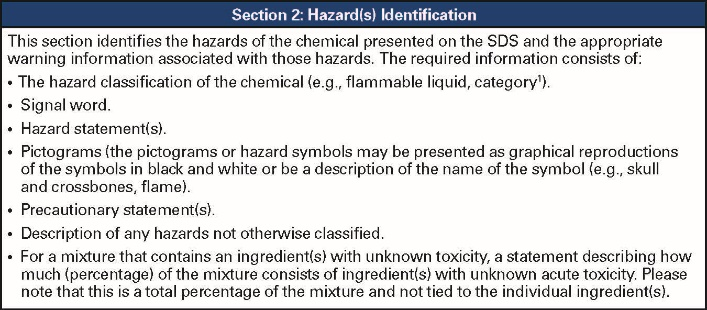 Section 2: Hazard(s) Identification
This section identifies the hazards of the chemical presented on the SDS and the appropriate
warning information associated with those hazards. The required information consists of:
• The hazard classification of the chemical (e.g., flammable liquid, category¹).
• Signal word.
• Hazard statement(s).
• Pictograms (the pictograms or hazard symbols may be presented as graphical reproductions
of the symbols in black and white or be a description of the name of the symbol (e.g., skull
and crossbones, flame).
• Precautionary statement(s).
• Description of any hazards not otherwise classified.
• For a mixture that contains an ingredient(s) with unknown toxicity, a statement describing how
much (percentage) of the mixture consists of ingredient(s) with unknown acute toxicity. Please
note that this is a total percentage of the mixture and not tied to the individual ingredient(s).